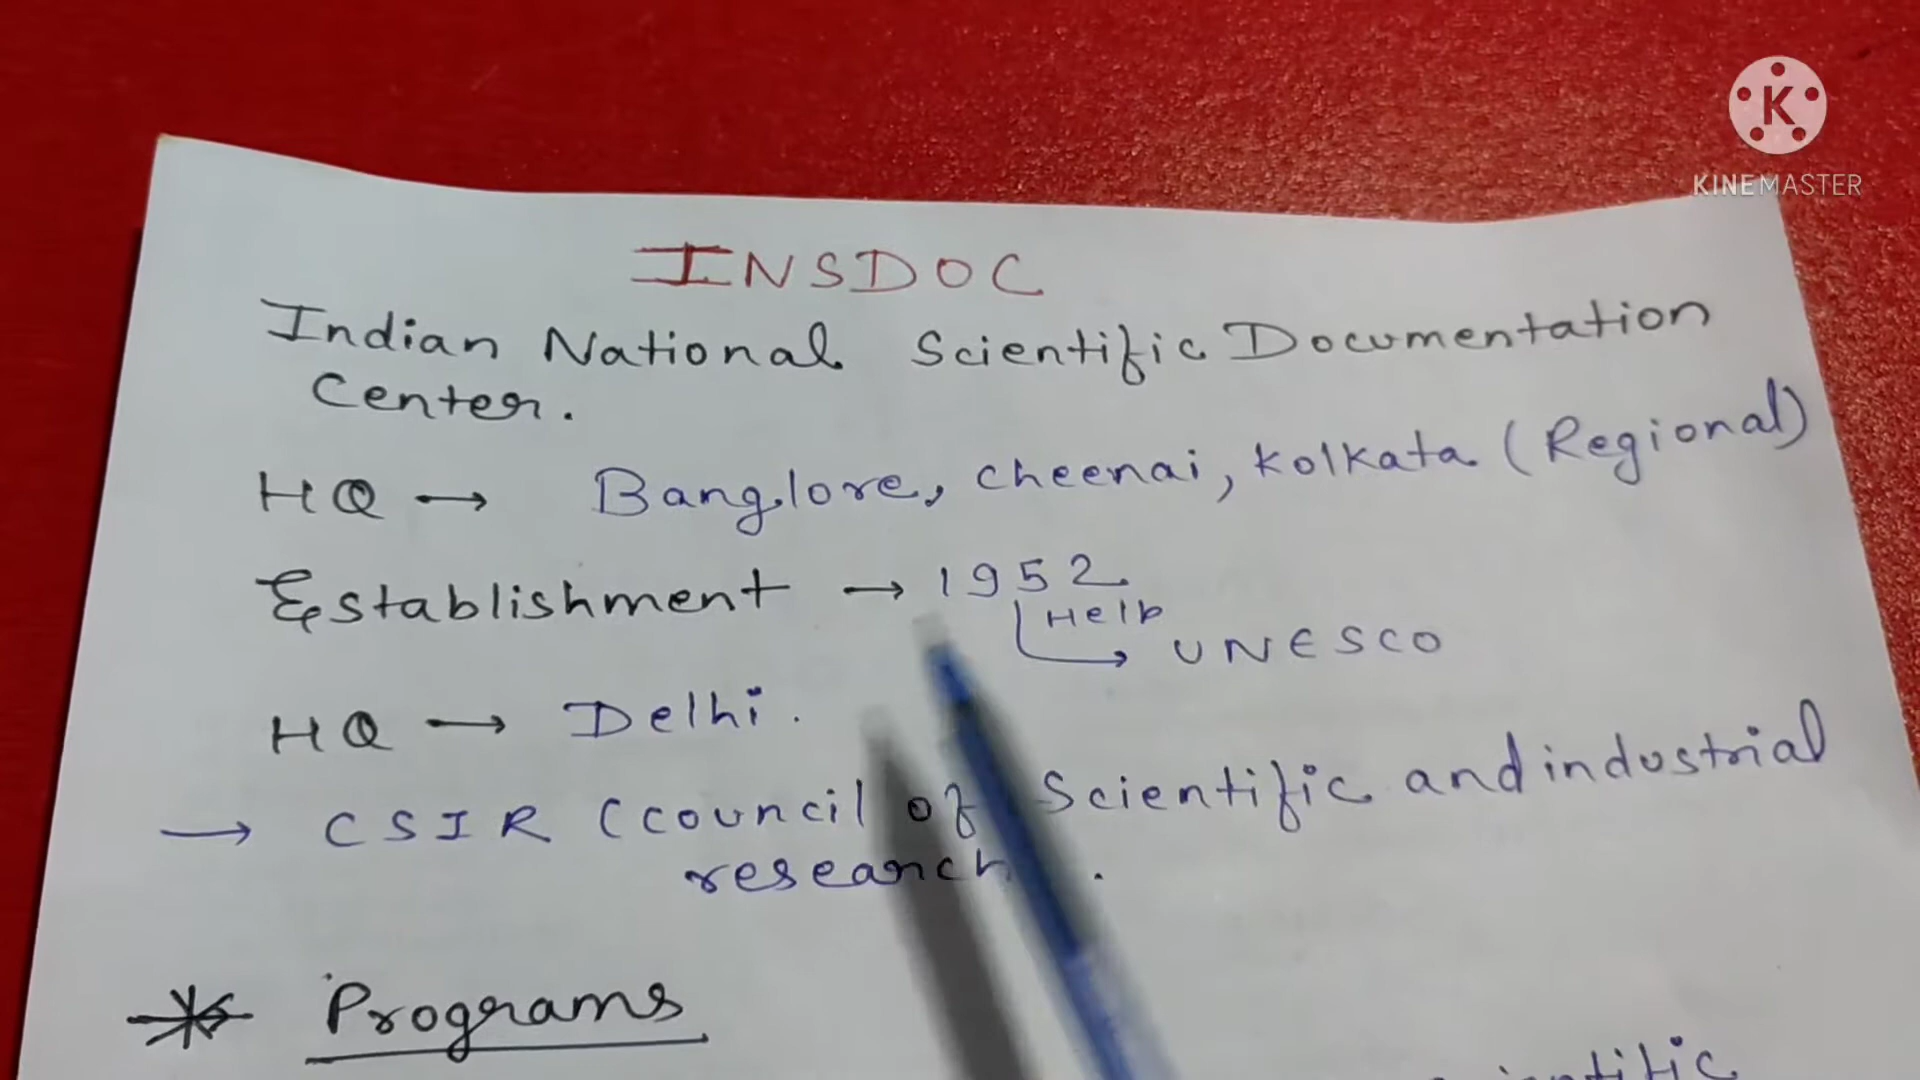 K
KINEMASTER
INSDOC
Indian National Scientific Documentation
Center.
HQ → Banglore, cheenai, kolkata (Regional)
Establishment → 1952
Help
→ UNESCO
HQ → Delhi.
→ CSIR (council of Scientific and industrial
research .
Programs